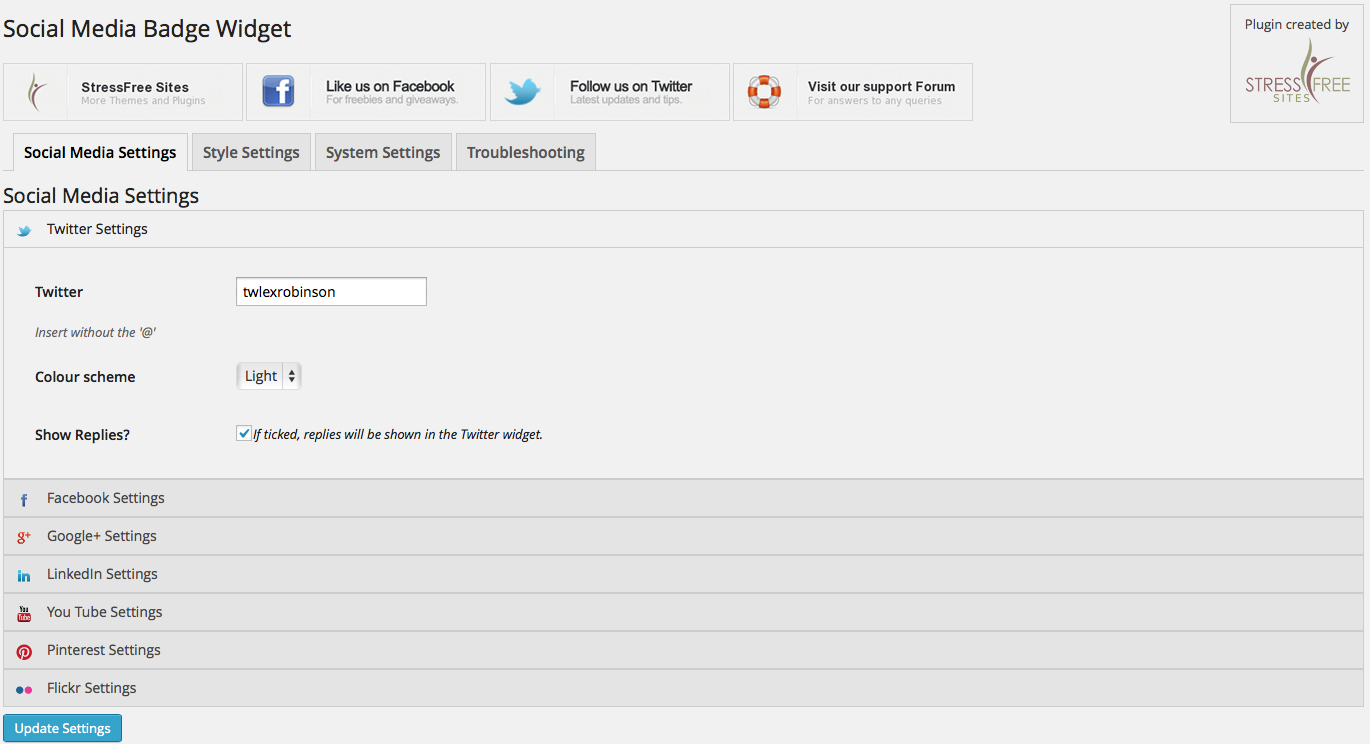 Social Media Badge Widget
Plugin created by
STRESS FREE
SITES
StressFree Sites
More Themes and Plugins
Like us on Facebook
For freebies and giveaways.
Follow us on Twitter
Latest updates and tips.
Visit our support Forum
For answers to any queries
Social Media Settings
Style Settings
System Settings
Troubleshooting
Social Media Settings
Twitter Settings
Twitter
twlexrobinson
Insert without the '@'
Colour scheme
Light
Show Replies?
If ticked, replies will be shown in the Twitter widget.
f
Facebook Settings
g+
Google+ Settings
in
LinkedIn Settings
You
Tube
You Tube Settings
Pinterest Settings
Flickr Settings
Update Settings